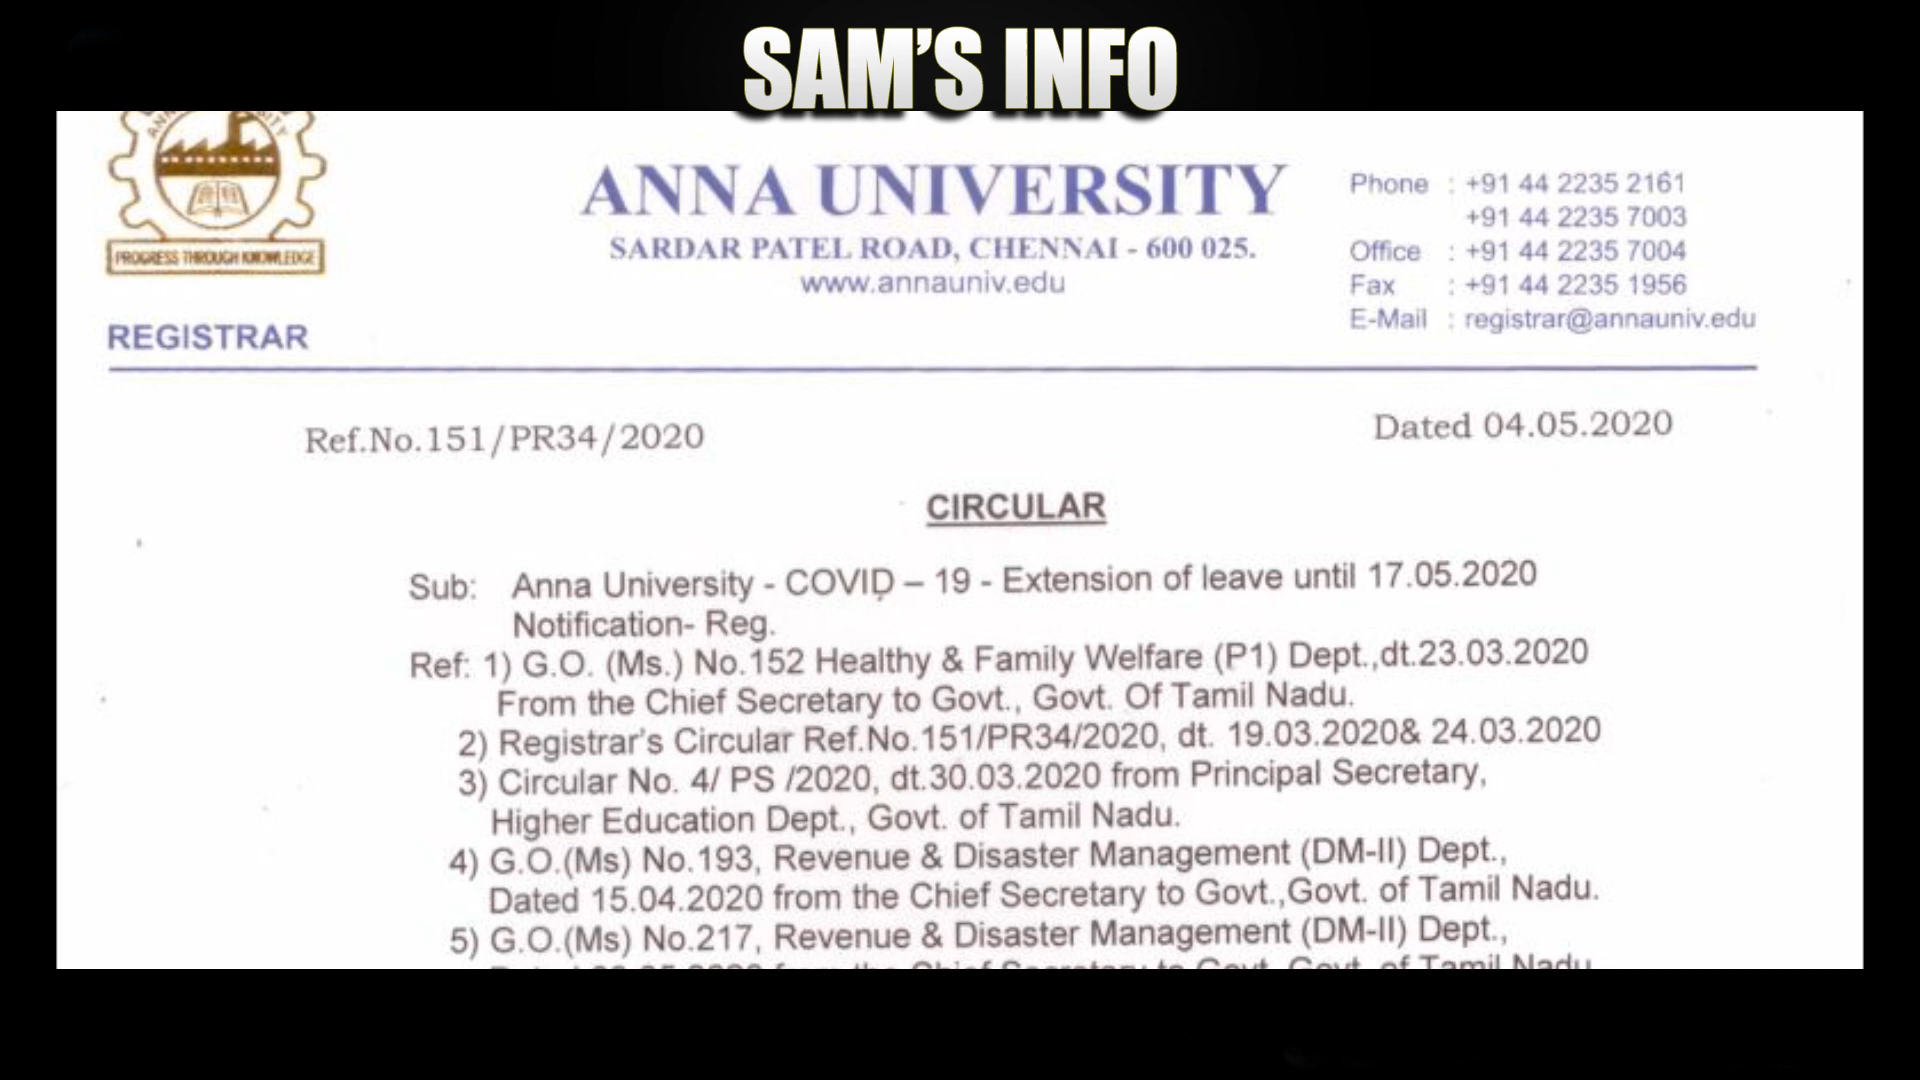 SAM'S INFO
PROGRESS THROUGH KNOWLEDGE
REGISTRAR
ANNA UNIVERSITY
SARDAR PATEL ROAD, CHENNAI - 600 025.
www.annauniv.edu
Phone : +91 44 2235 2161
+91 44 2235 7003
Office : +91 44 2235 7004
Fax : +91 44 2235 1956
E-Mail : registrar@annauniv.edu
Ref.No.151/PR34/2020
Dated 04.05.2020
CIRCULAR
Sub: Anna University - COVID – 19 - Extension of leave until 17.05.2020
Notification- Reg.
Ref: 1) G.O. (Ms.) No.152 Healthy & Family Welfare (P1) Dept.,dt.23.03.2020
From the Chief Secretary to Govt., Govt. Of Tamil Nadu.
2) Registrar's Circular Ref.No.151/PR34/2020, dt. 19.03.2020& 24.03.2020
3) Circular No. 4/ PS /2020, dt.30.03.2020 from Principal Secretary,
Higher Education Dept., Govt. of Tamil Nadu.
4) G.O.(Ms) No.193, Revenue & Disaster Management (DM-II) Dept.,
Dated 15.04.2020 from the Chief Secretary to Govt.,Govt. of Tamil Nadu.
5) G.O.(Ms) No.217, Revenue & Disaster Management (DM-II) Dept.,